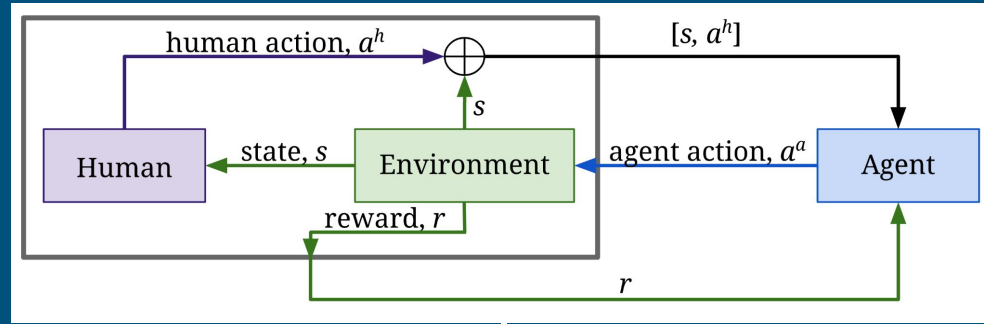 human action, aʰ
[s, aʰ]
s
Human
state, s
Environment
agent action, aᵃ
Agent
reward, r
r